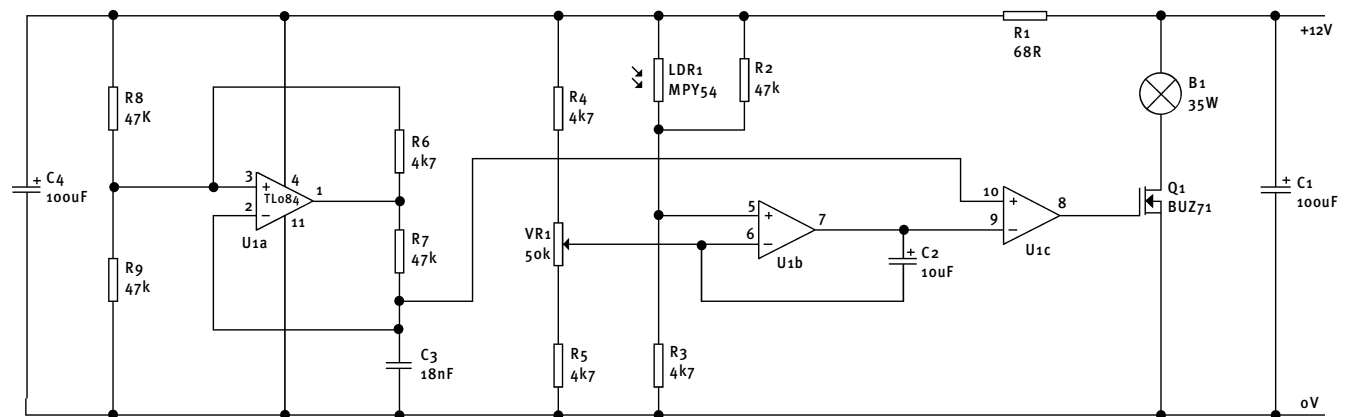 R1
68R
+12V
LDR1
MPY54
R2
47k
B1
35W
R8
47K
R4
4k7
R6
4k7
C4
+
100uF
3
+
4
1
TL084
2
-
11
U1a
10
+
8
9
-
U1c
Q1
BUZ71
+
C1
100uF
5
+
7
6
-
U1b
VR1
50k
R7
47k
+
C2
10uF
R9
47k
C3
18nF
R5
4k7
R3
4k7
0V